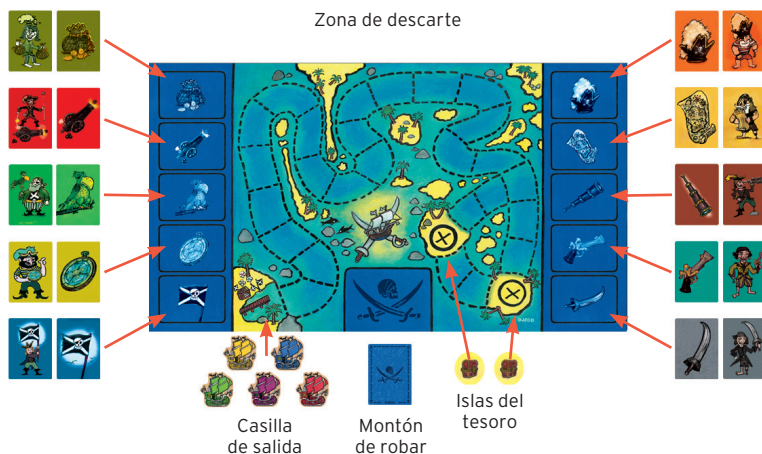 Zona de descarte
Casilla
de salida
Montón
de robar
Islas del
tesoro